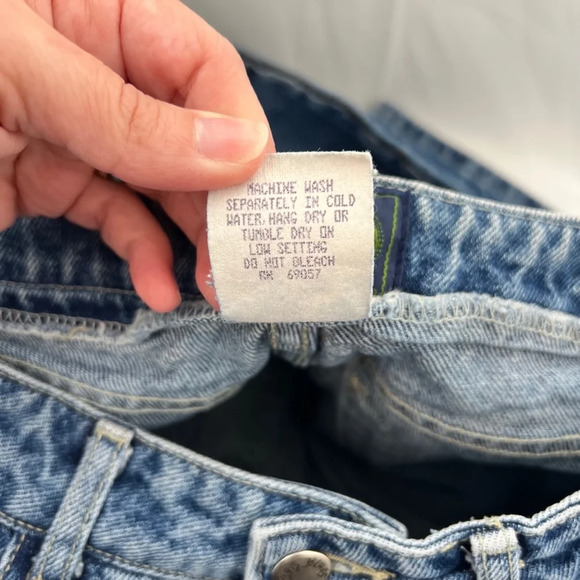 MACHINE WASH
SEPARATELY IN COLD
WATER, HANG DRY OR
TUMBLE DRY ON
LOW SETTING
DO NOT BLEACH
RN 69057